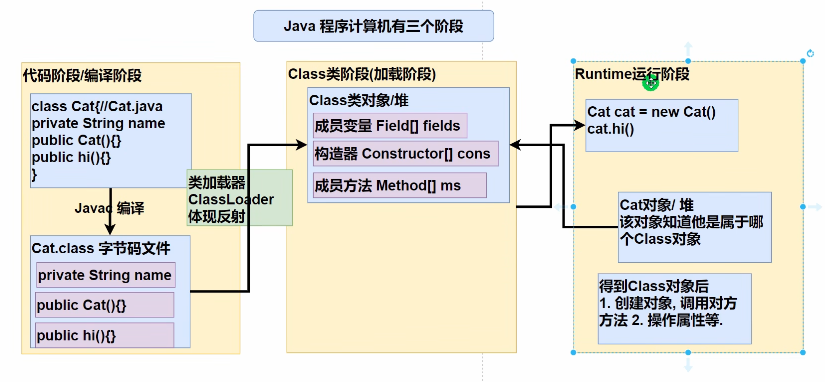 Java 程序计算机有三个阶段
代码阶段/编译阶段
class Cat{//Cat.java
private String name
public Cat(){}
public hi(){}
}
Javac 编译
Cat.class 字节码文件
private String name
public Cat(){}
public hi(){}
类加载器
ClassLoader
体现反射
Class类阶段(加载阶段)
Class类对象/堆
成员变量 Field[] fields
构造器 Constructor[] cons
成员方法 Method[] ms
Runtime运行阶段
Cat cat = new Cat()
cat.hi()
Cat对象/ 堆
该对象知道他是属于哪
个Class对象
得到Class对象后
1. 创建对象, 调用对方
方法 2. 操作属性等.